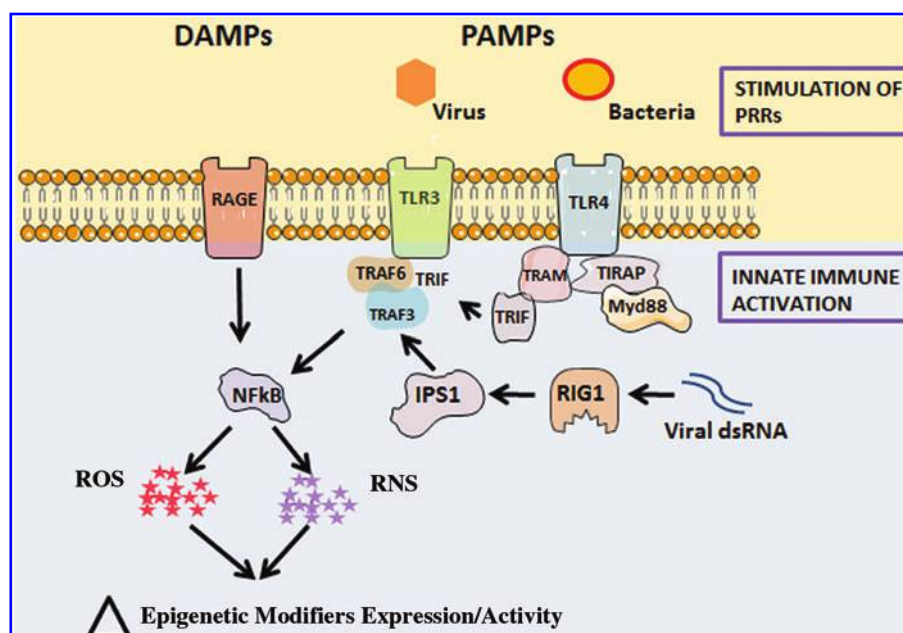 DAMPs
PAMPs
Virus
Bacteria
STIMULATION OF
PRRs
RAGE
TLR3
TLR4
TRAF6
TRIF
TRAM
TIRAP
INNATE IMMUNE
ACTIVATION
TRAF3
TRIF
Myd88
NFkB
IPS1
RIG1
Viral dsRNA
ROS
RNS
Epigenetic Modifiers Expression/Activity